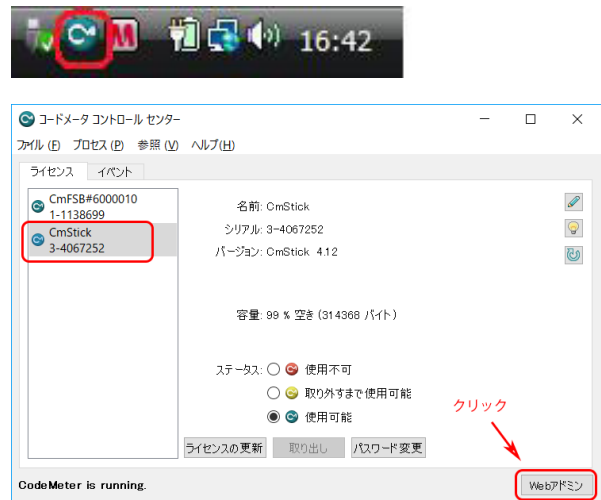 16:42
コードメータ コントロール センター
ファイル (F) プロセス (P) 参照 (V) ヘルプ(H)
ライセンス イベント
CmFSB#6000010
1-1138699
CmStick
3-4067252
名前: CmStick
シリアル: 3-4067252
バージョン: CmStick 4.12
容量: 99 % 空き (314368 バイト)
ステータス: 使用不可
取り外すまで使用可能
使用可能
クリック
ライセンスの更新 取り出し パスワード変更
CodeMeter is running.
Webアドミン